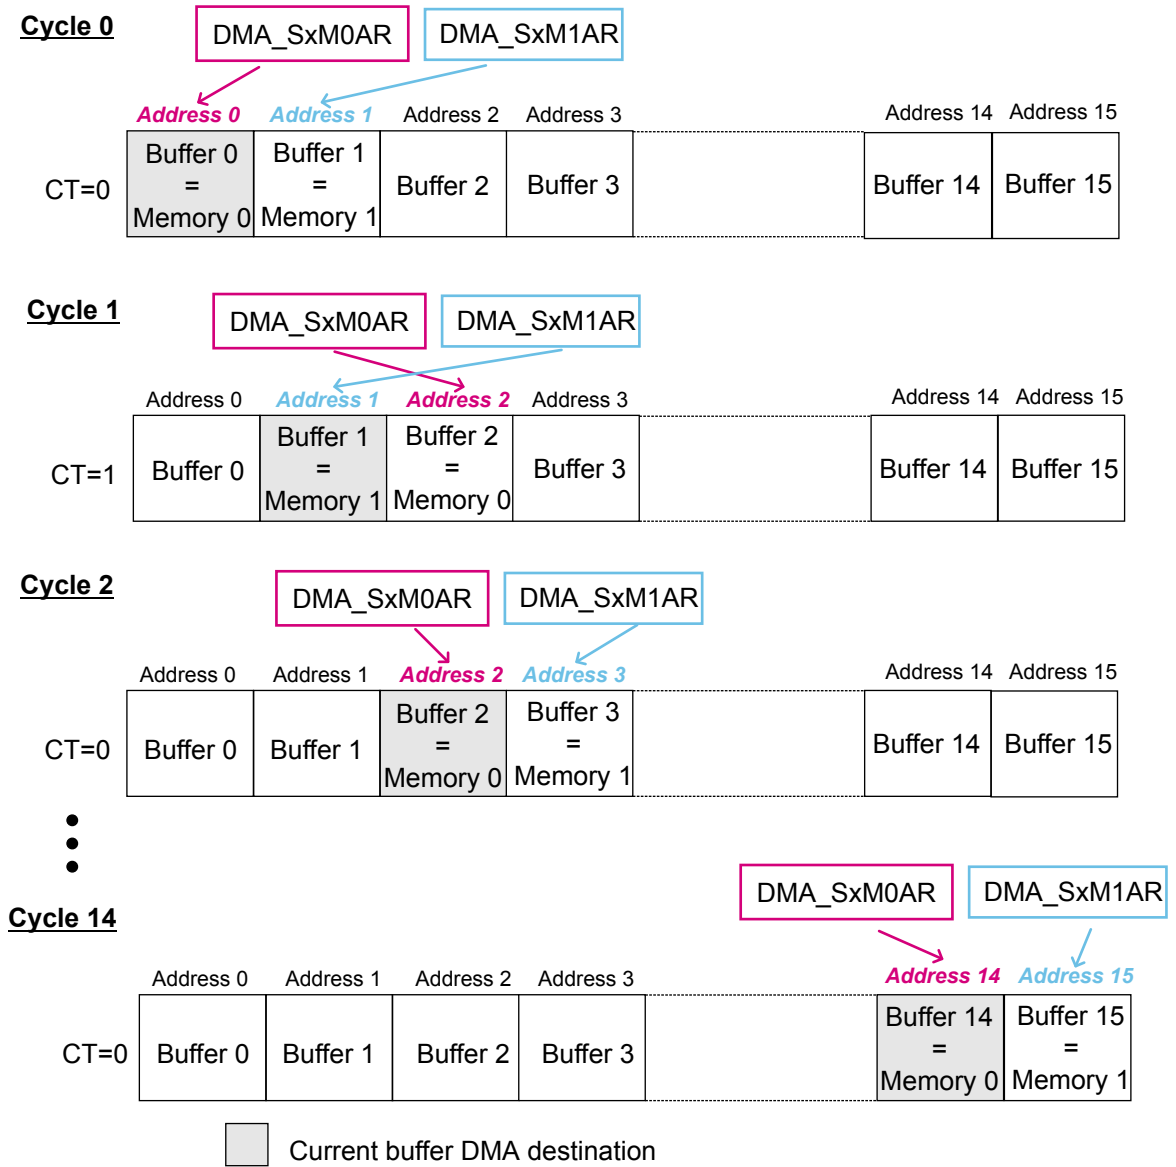 Cycle 0
DMA_SxM0AR
DMA_SxM1AR
Address 0 Address 1 Address 2 Address 3 Address 14 Address 15
CT=0
Buffer 0
=
Memory 0
Buffer 1
=
Memory 1
Buffer 2
Buffer 3
Buffer 14
Buffer 15
Cycle 1
DMA_SxM0AR
DMA_SxM1AR
Address 0 Address 1 Address 2 Address 3 Address 14 Address 15
CT=1
Buffer 0
Buffer 1
=
Memory 1
Buffer 2
=
Memory 0
Buffer 3
Buffer 14
Buffer 15
Cycle 2
DMA_SxM0AR
DMA_SxM1AR
Address 0 Address 1 Address 2 Address 3 Address 14 Address 15
CT=0
Buffer 0
Buffer 1
Buffer 2
=
Memory 0
Buffer 3
=
Memory 1
Buffer 14
Buffer 15
Cycle 14
DMA_SxM0AR
DMA_SxM1AR
Address 0 Address 1 Address 2 Address 3 Address 14 Address 15
CT=0
Buffer 0
Buffer 1
Buffer 2
Buffer 3
Buffer 14
=
Memory 0
Buffer 15
=
Memory 1
Current buffer DMA destination